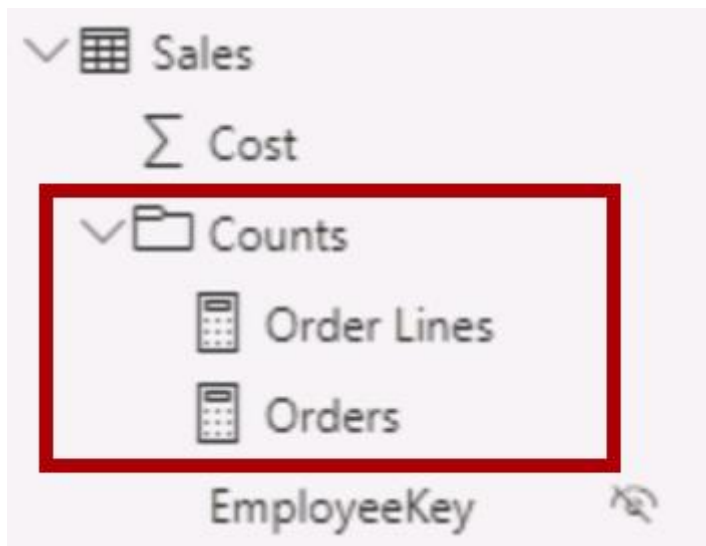 Sales
Cost
Counts
Order Lines
Orders
EmployeeKey